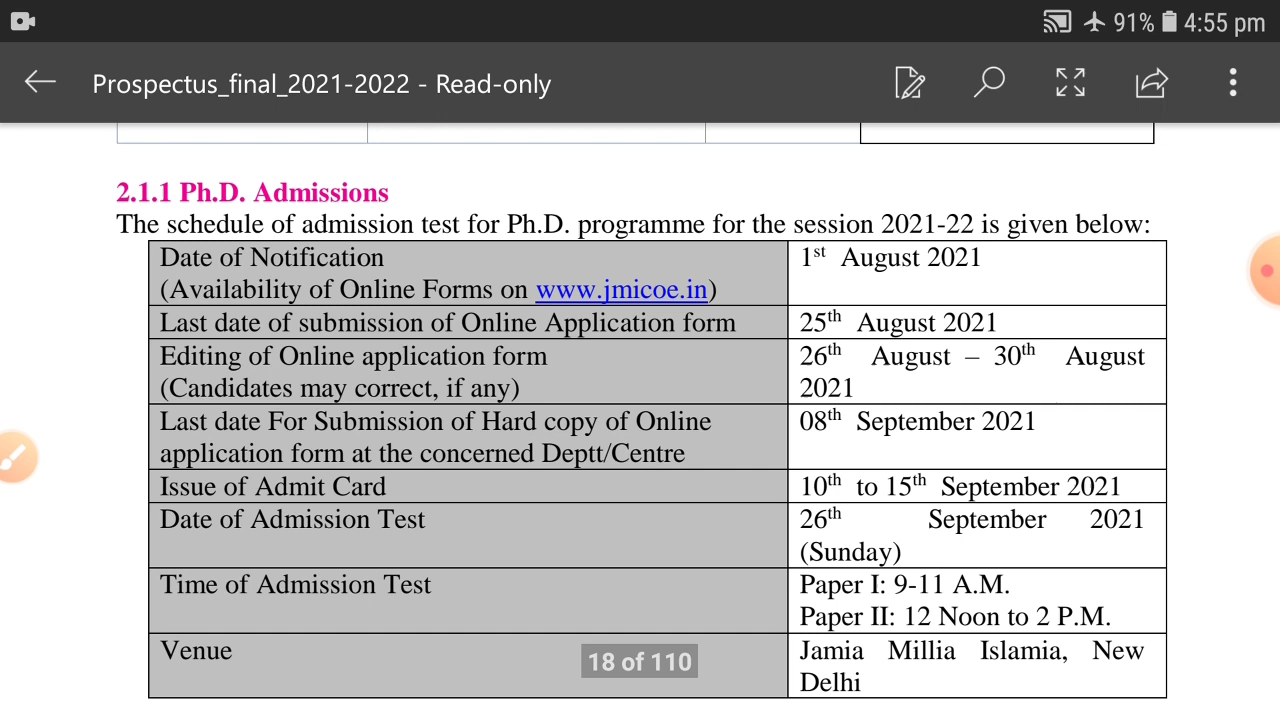 91% 4:55 pm
Prospectus_final_2021-2022 - Read-only
2.1.1 Ph.D. Admissions
The schedule of admission test for Ph.D. programme for the session 2021-22 is given below:
Date of Notification 1st August 2021
(Availability of Online Forms on www.jmicoe.in)
Last date of submission of Online Application form 25th August 2021
Editing of Online application form 26th August – 30th August
(Candidates may correct, if any) 2021
Last date For Submission of Hard copy of Online 08th September 2021
application form at the concerned Deptt/Centre
Issue of Admit Card 10th to 15th September 2021
Date of Admission Test 26th September 2021
(Sunday)
Time of Admission Test Paper I: 9-11 A.M.
Paper II: 12 Noon to 2 P.M.
Venue Jamia Millia Islamia, New
Delhi
18 of 110